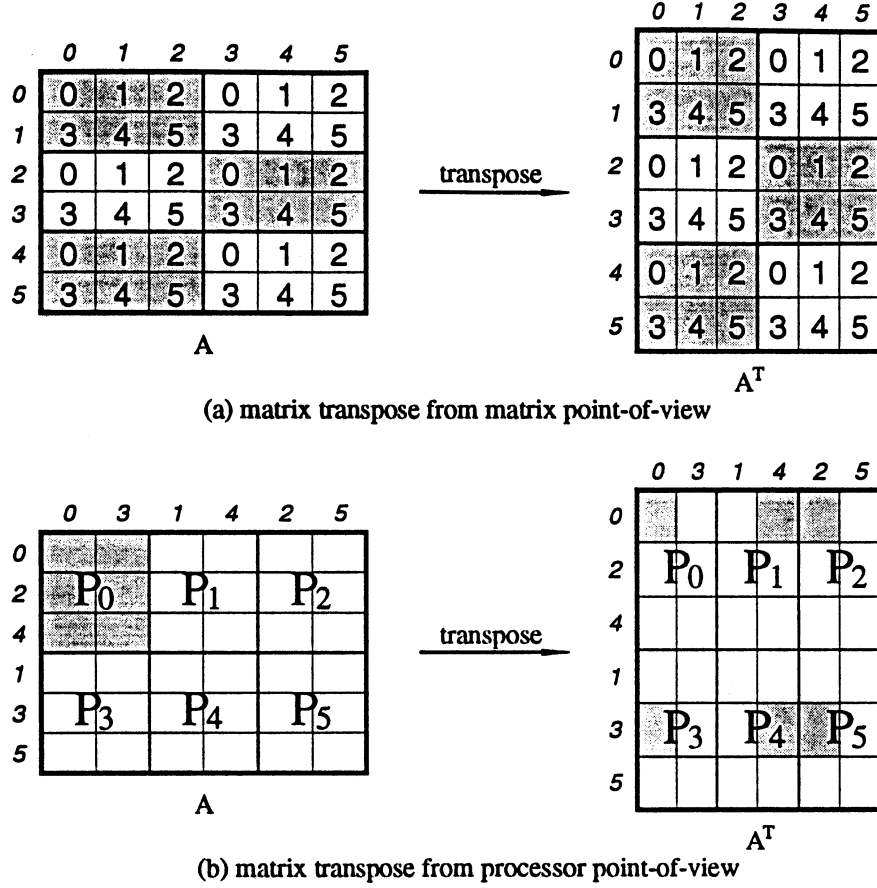 0 1 2 3 4 5
0 0 1 2 0 1 2
1 3 4 5 3 4 5
2 0 1 2 0 1 2
3 3 4 5 3 4 5
4 0 1 2 0 1 2
5 3 4 5 3 4 5
A
transpose
0 1 2 3 4 5
0 0 1 2 0 1 2
1 3 4 5 3 4 5
2 0 1 2 0 1 2
3 3 4 5 3 4 5
4 0 1 2 0 1 2
5 3 4 5 3 4 5
Aᵀ
(a) matrix transpose from matrix point-of-view
0 3 1 4 2 5
0
2 P₀ P₁ P₂
4
1
3 P₃ P₄ P₅
5
A
transpose
0 3 1 4 2 5
0
2 P₀ P₁ P₂
4
1
3 P₃ P₄ P₅
5
Aᵀ
(b) matrix transpose from processor point-of-view